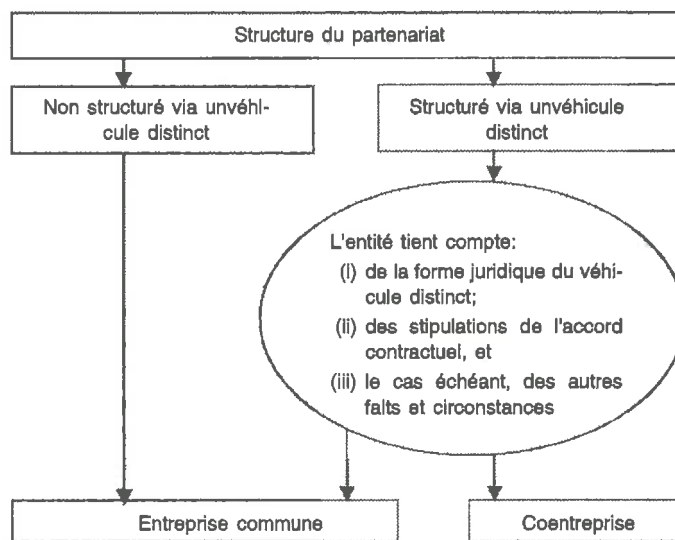 Structure du partenariat
Non structuré via unvéhi-
cule distinct
Structuré via unvéhicule
distinct
L'entité tient compte:
(i) de la forme juridique du véhi-
cule distinct;
(ii) des stipulations de l'accord
contractuel, et
(iii) le cas échéant, des autres
faits et circonstances
Entreprise commune
Coentreprise